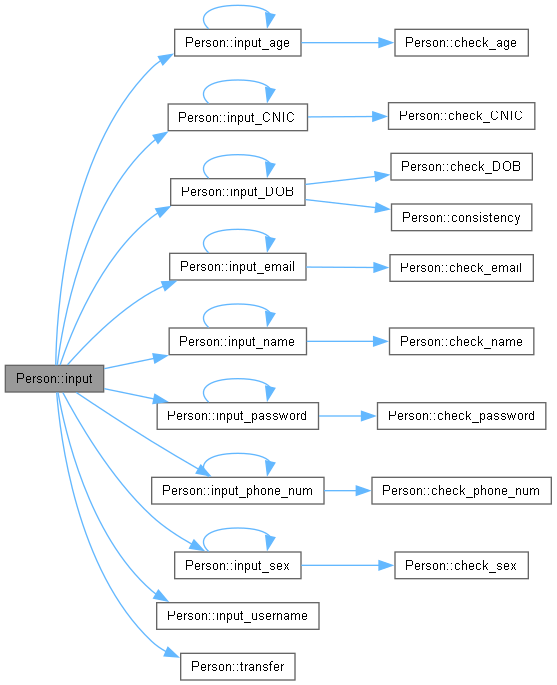 Person::input_age
Person::check_age
Person::input_CNIC
Person::check_CNIC
Person::check_DOB
Person::input_DOB
Person::consistency
Person::input_email
Person::check_email
Person::input_name
Person::check_name
Person::input
Person::input_password
Person::check_password
Person::input_phone_num
Person::check_phone_num
Person::input_sex
Person::check_sex
Person::input_username
Person::transfer